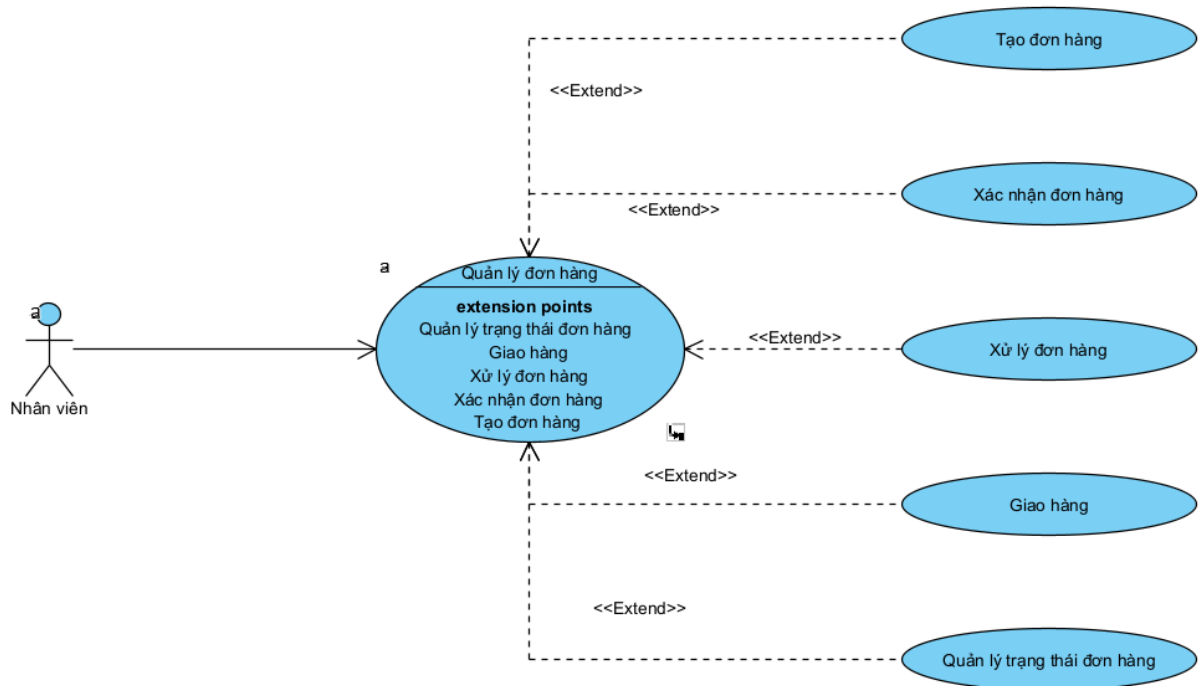 Tạo đơn hàng
<<Extend>>
Xác nhận đơn hàng
<<Extend>>
a
Quản lý đơn hàng
extension points
Quản lý trạng thái đơn hàng
Giao hàng
Xử lý đơn hàng
Xác nhận đơn hàng
Tạo đơn hàng
a
Nhân viên
<<Extend>>
Xử lý đơn hàng
<<Extend>>
Giao hàng
<<Extend>>
Quản lý trạng thái đơn hàng